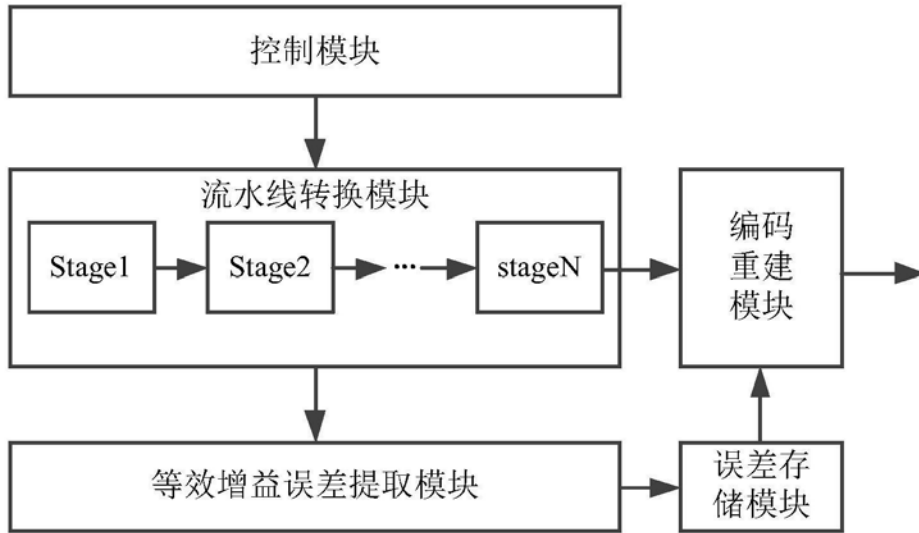 控制模块
流水线转换模块
Stage1
Stage2
···
stageN
编码
重建
模块
等效增益误差提取模块
误差存
储模块